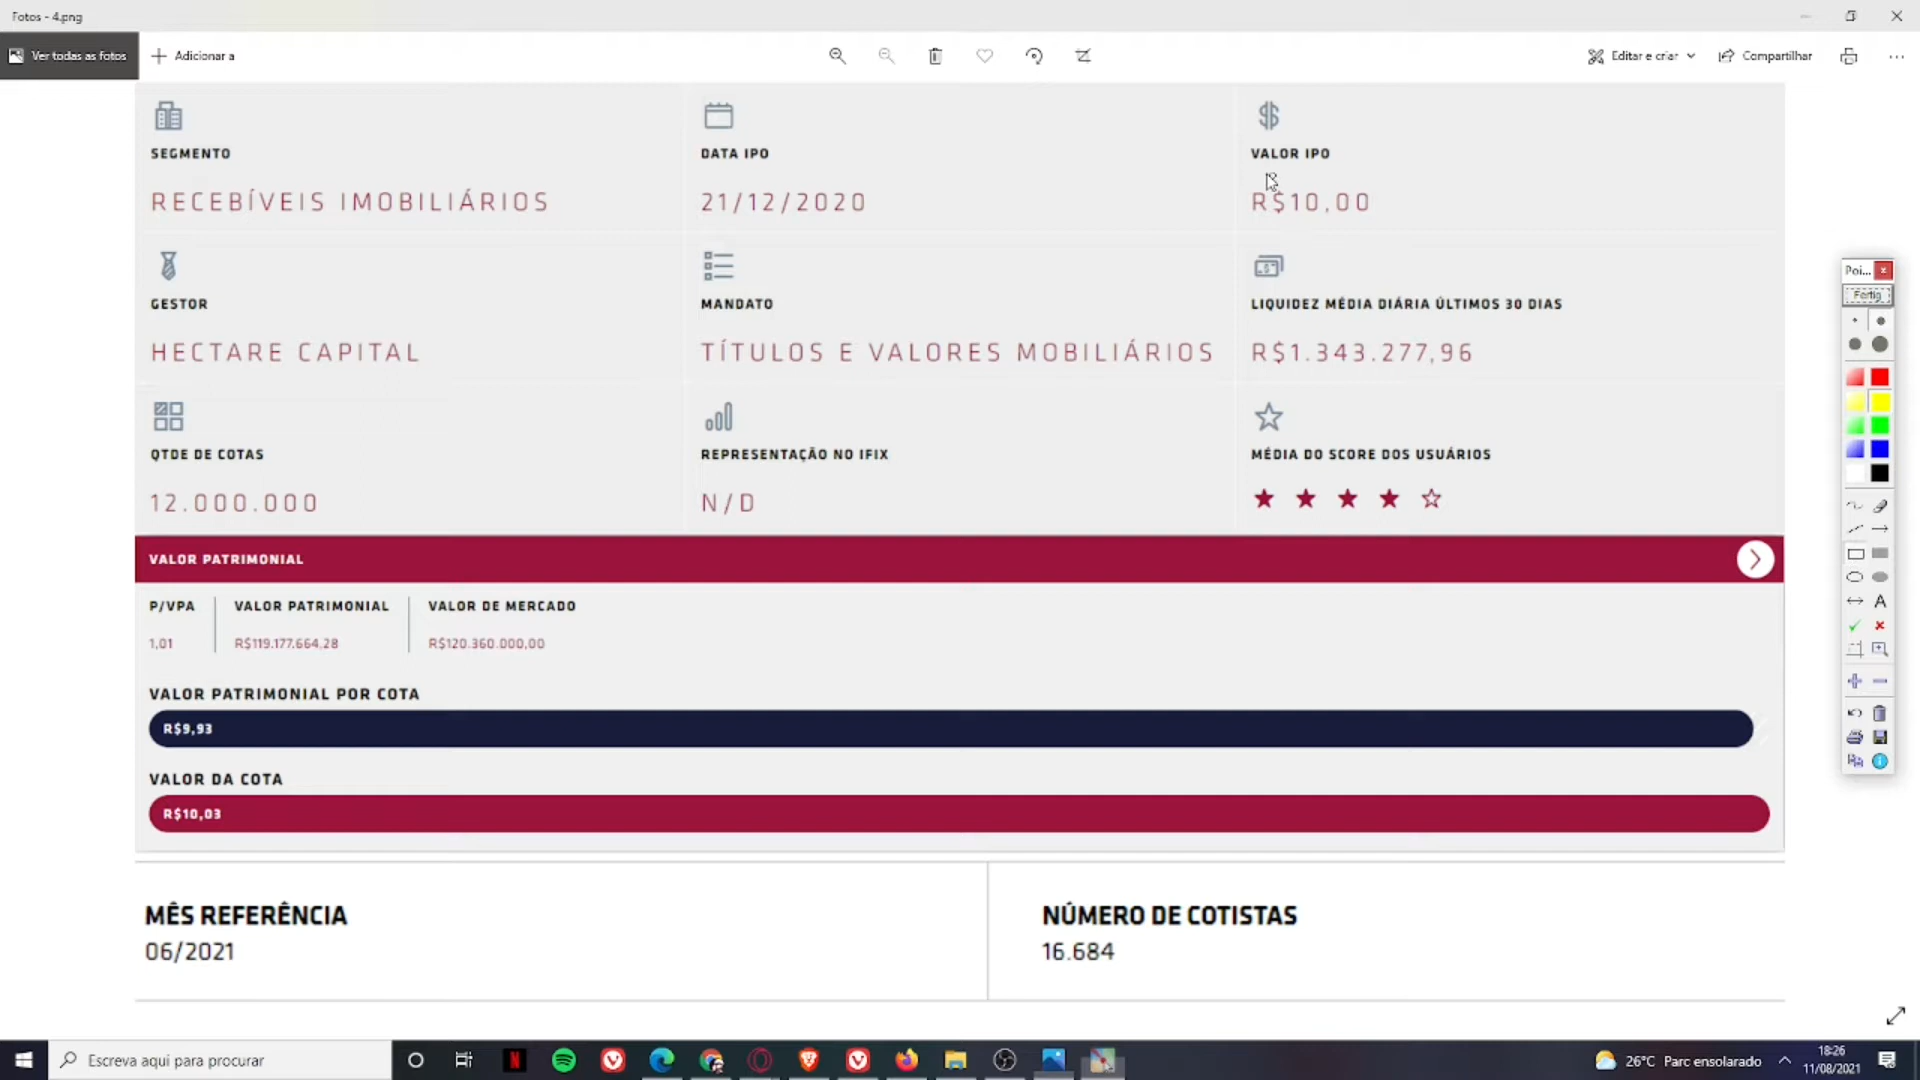 Fotos - 4.png
Ver todas as fotos
Adicionar a
Editar e criar
Compartilhar
SEGMENTO
DATA IPO
VALOR IPO
RECEBÍVEIS IMOBILIÁRIOS
21/12/2020
R$10,00
GESTOR
MANDATO
LIQUIDEZ MÉDIA DIÁRIA ÚLTIMOS 30 DIAS
HECTARE CAPITAL
TÍTULOS E VALORES MOBILIÁRIOS
R$1.343.277,96
QTDE DE COTAS
REPRESENTAÇÃO NO IFIX
MÉDIA DO SCORE DOS USUÁRIOS
12.000.000
N/D
VALOR PATRIMONIAL
P/VPA
VALOR PATRIMONIAL
VALOR DE MERCADO
1,01
R$119.177.664,28
R$120.360.000,00
VALOR PATRIMONIAL POR COTA
R$9,93
VALOR DA COTA
R$10,03
MÊS REFERÊNCIA
06/2021
NÚMERO DE COTISTAS
16.684
Poi...
Fertig
Escreva aqui para procurar
26°C Parc ensolarado
18:26
11/08/2021